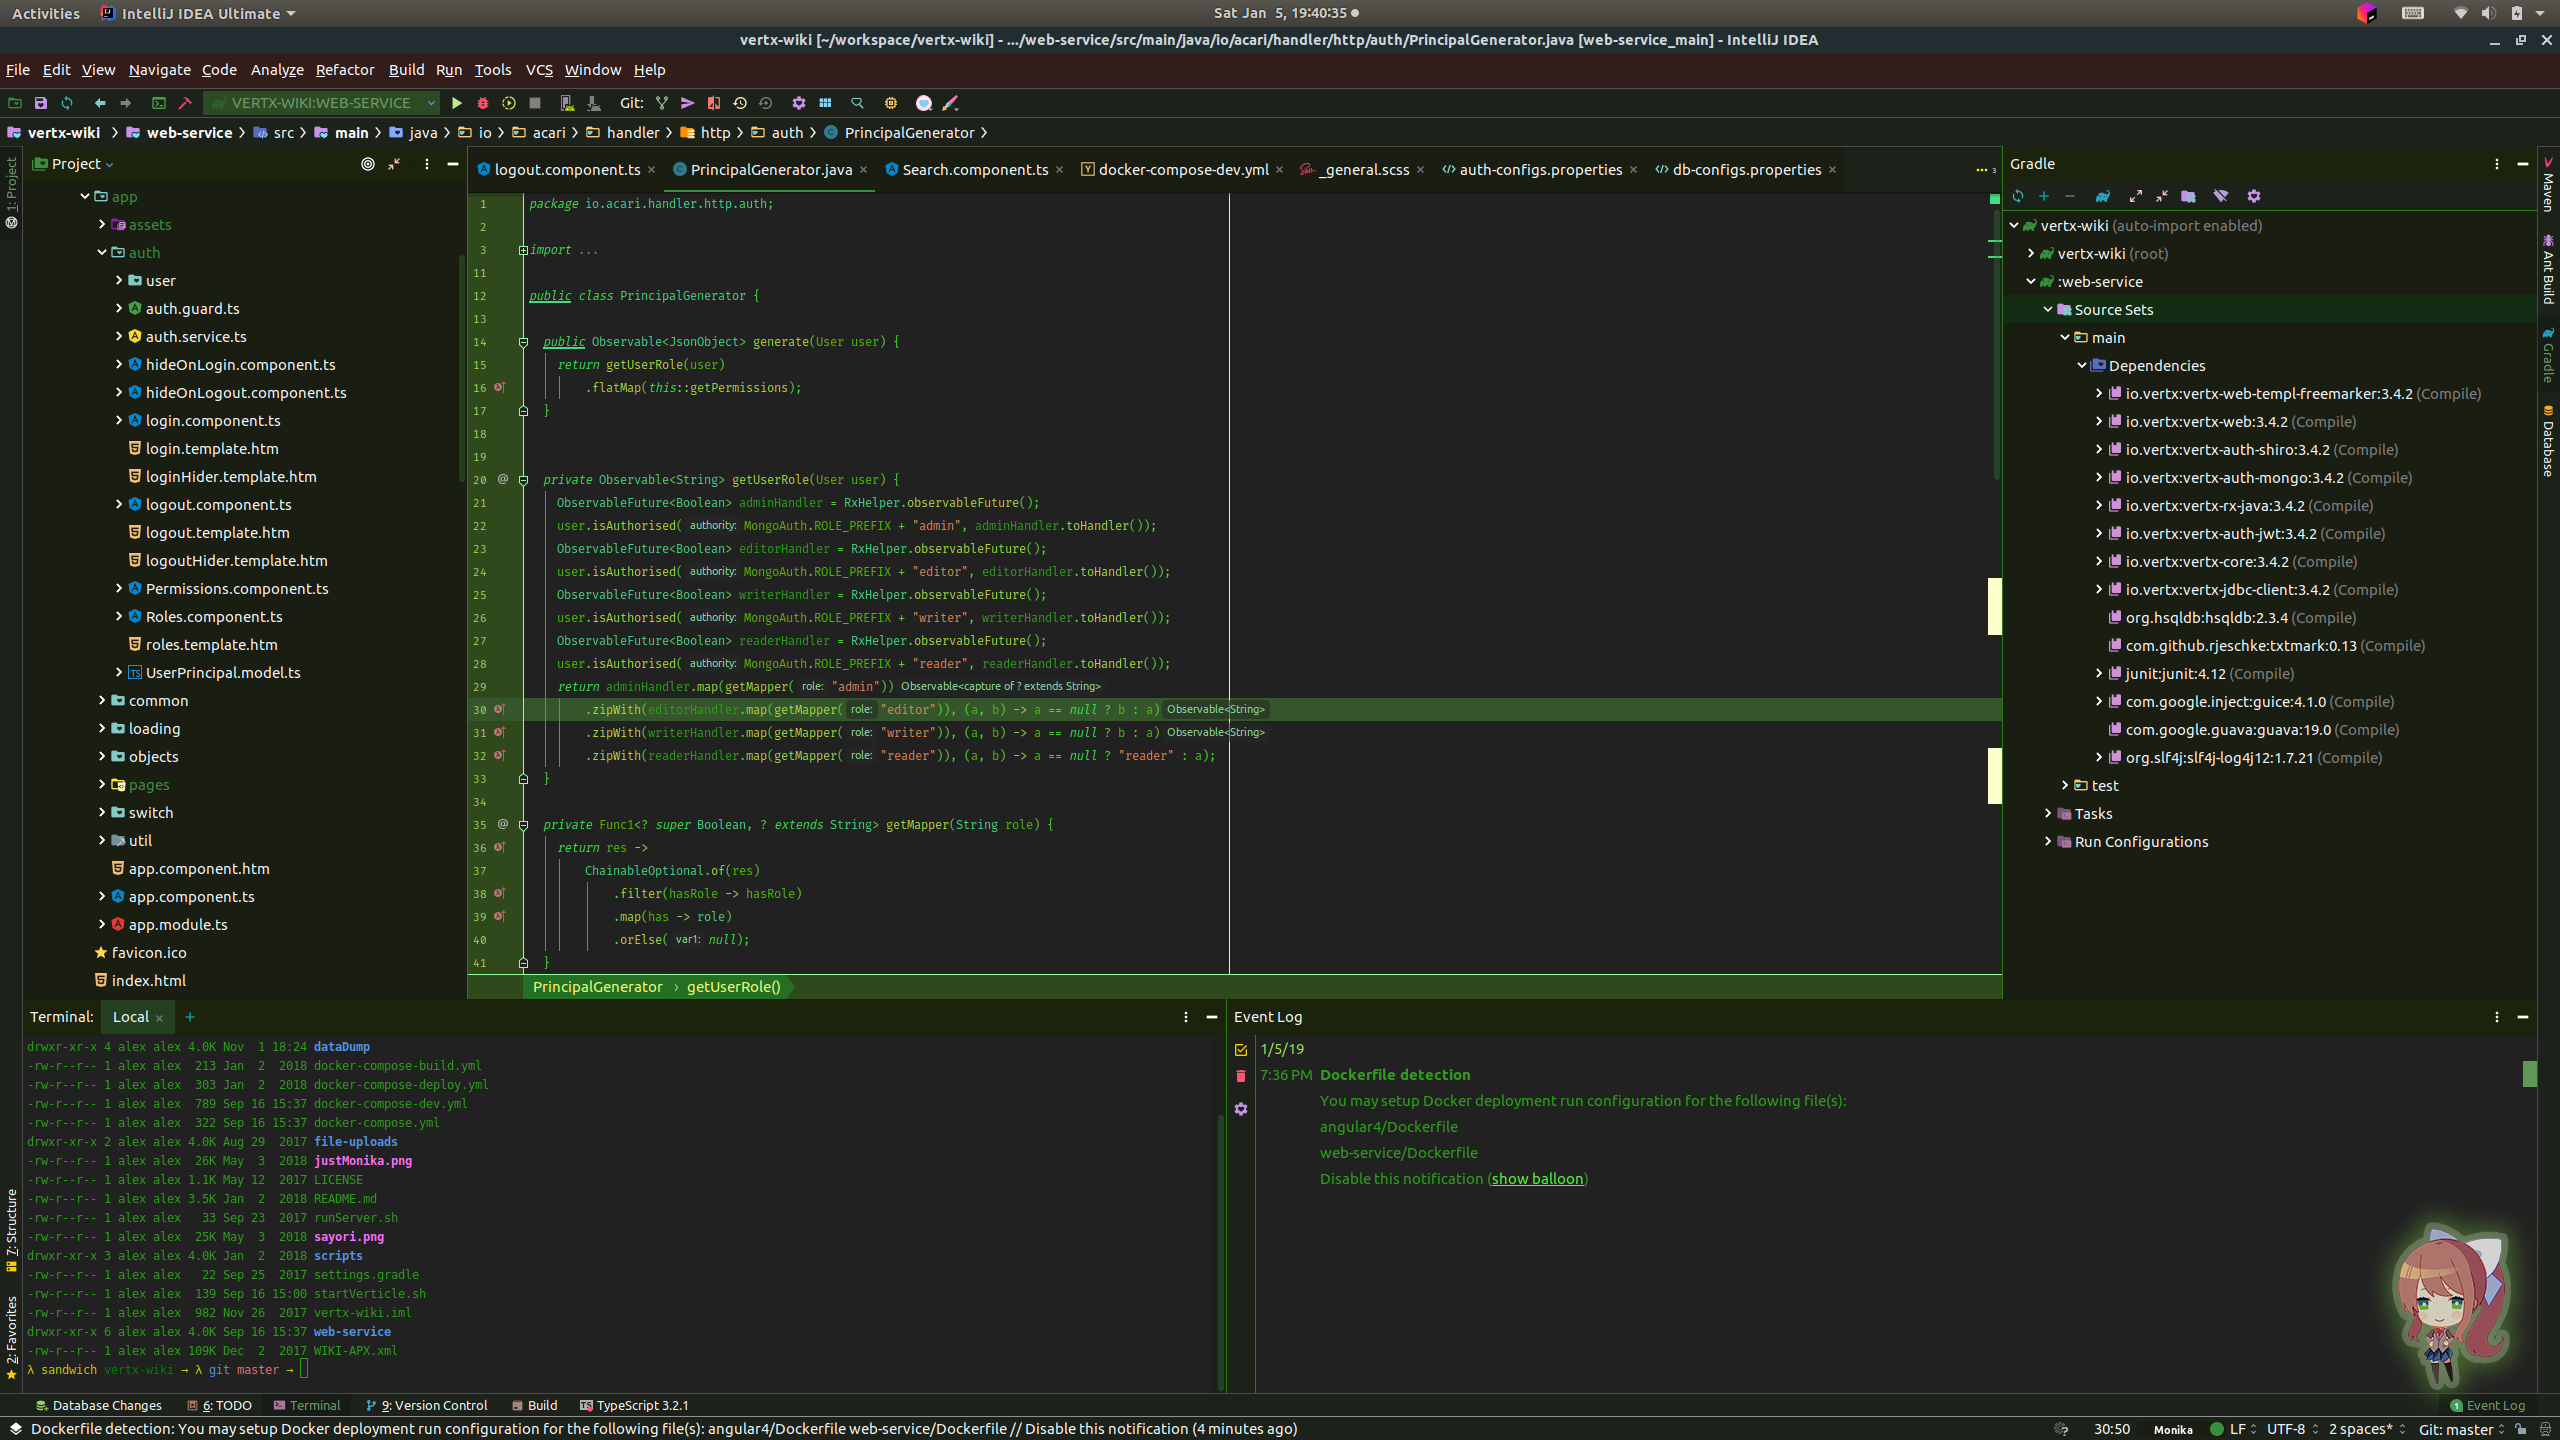 Activities IntelliJ IDEA Ultimate Sat Jan 5, 19:40:35
vertx-wiki [~/workspace/vertx-wiki] - .../web-service/src/main/java/io/acari/handler/http/auth/PrincipalGenerator.java [web-service_main] - IntelliJ IDEA
File Edit View Navigate Code Analyze Refactor Build Run Tools VCS Window Help
VERTX-WIKI:WEB-SERVICE Git:
vertx-wiki web-service src main java io acari handler http auth PrincipalGenerator
1: Project
7: Structure
2: Favorites
Project
app
assets
auth
user
auth.guard.ts
auth.service.ts
hideOnLogin.component.ts
hideOnLogout.component.ts
login.component.ts
login.template.htm
loginHider.template.htm
logout.component.ts
logout.template.htm
logoutHider.template.htm
Permissions.component.ts
Roles.component.ts
roles.template.htm
UserPrincipal.model.ts
common
loading
objects
pages
switch
util
app.component.htm
app.component.ts
app.module.ts
favicon.ico
index.html
logout.component.ts PrincipalGenerator.java Search.component.ts docker-compose-dev.yml _general.scss auth-configs.properties db-configs.properties 3
1 package io.acari.handler.http.auth;
2
3 import ...
11
12 public class PrincipalGenerator {
13
14 public Observable<JsonObject> generate(User user) {
15 return getUserRole(user)
16 .flatMap(this::getPermissions);
17 }
18
19
20 @ private Observable<String> getUserRole(User user) {
21 ObservableFuture<Boolean> adminHandler = RxHelper.observableFuture();
22 user.isAuthorised( authority: MongoAuth.ROLE_PREFIX + "admin", adminHandler.toHandler());
23 ObservableFuture<Boolean> editorHandler = RxHelper.observableFuture();
24 user.isAuthorised( authority: MongoAuth.ROLE_PREFIX + "editor", editorHandler.toHandler());
25 ObservableFuture<Boolean> writerHandler = RxHelper.observableFuture();
26 user.isAuthorised( authority: MongoAuth.ROLE_PREFIX + "writer", writerHandler.toHandler());
27 ObservableFuture<Boolean> readerHandler = RxHelper.observableFuture();
28 user.isAuthorised( authority: MongoAuth.ROLE_PREFIX + "reader", readerHandler.toHandler());
29 return adminHandler.map(getMapper( role: "admin")) Observable<capture of ? extends String>
30 .zipWith(editorHandler.map(getMapper( role: "editor")), (a, b) -> a == null ? b : a) Observable<String>
31 .zipWith(writerHandler.map(getMapper( role: "writer")), (a, b) -> a == null ? b : a) Observable<String>
32 .zipWith(readerHandler.map(getMapper( role: "reader")), (a, b) -> a == null ? "reader" : a);
33 }
34
35 @ private Func1<? super Boolean, ? extends String> getMapper(String role) {
36 return res ->
37 ChainableOptional.of(res)
38 .filter(hasRole -> hasRole)
39 .map(has -> role)
40 .orElse( var1: null);
41 }
PrincipalGenerator › getUserRole()
Gradle
vertx-wiki (auto-import enabled)
vertx-wiki (root)
:web-service
Source Sets
main
Dependencies
io.vertx:vertx-web-templ-freemarker:3.4.2 (Compile)
io.vertx:vertx-web:3.4.2 (Compile)
io.vertx:vertx-auth-shiro:3.4.2 (Compile)
io.vertx:vertx-auth-mongo:3.4.2 (Compile)
io.vertx:vertx-rx-java:3.4.2 (Compile)
io.vertx:vertx-auth-jwt:3.4.2 (Compile)
io.vertx:vertx-core:3.4.2 (Compile)
io.vertx:vertx-jdbc-client:3.4.2 (Compile)
org.hsqldb:hsqldb:2.3.4 (Compile)
com.github.rjeschke:txtmark:0.13 (Compile)
junit:junit:4.12 (Compile)
com.google.inject:guice:4.1.0 (Compile)
com.google.guava:guava:19.0 (Compile)
org.slf4j:slf4j-log4j12:1.7.21 (Compile)
test
Tasks
Run Configurations
Maven
Ant Build
Gradle
Database
Terminal: Local
drwxr-xr-x 4 alex alex 4.0K Nov 1 18:24 dataDump
-rw-r--r-- 1 alex alex 213 Jan 2 2018 docker-compose-build.yml
-rw-r--r-- 1 alex alex 303 Jan 2 2018 docker-compose-deploy.yml
-rw-r--r-- 1 alex alex 789 Sep 16 15:37 docker-compose-dev.yml
-rw-r--r-- 1 alex alex 322 Sep 16 15:37 docker-compose.yml
drwxr-xr-x 2 alex alex 4.0K Aug 29 2017 file-uploads
-rw-r--r-- 1 alex alex 26K May 3 2018 justMonika.png
-rw-r--r-- 1 alex alex 1.1K May 12 2017 LICENSE
-rw-r--r-- 1 alex alex 3.5K Jan 2 2018 README.md
-rw-r--r-- 1 alex alex 33 Sep 23 2017 runServer.sh
-rw-r--r-- 1 alex alex 25K May 3 2018 sayori.png
drwxr-xr-x 3 alex alex 4.0K Jan 2 2018 scripts
-rw-r--r-- 1 alex alex 22 Sep 25 2017 settings.gradle
-rw-r--r-- 1 alex alex 139 Sep 16 15:00 startVerticle.sh
-rw-r--r-- 1 alex alex 982 Nov 26 2017 vertx-wiki.iml
drwxr-xr-x 6 alex alex 4.0K Sep 16 15:37 web-service
-rw-r--r-- 1 alex alex 109K Dec 2 2017 WIKI-APX.xml
λ sandwich vertx-wiki → λ git master →
Event Log
1/5/19
7:36 PM Dockerfile detection
You may setup Docker deployment run configuration for the following file(s):
angular4/Dockerfile
web-service/Dockerfile
Disable this notification (show balloon)
Database Changes 6: TODO Terminal 9: Version Control Build TypeScript 3.2.1 1 Event Log
Dockerfile detection: You may setup Docker deployment run configuration for the following file(s): angular4/Dockerfile web-service/Dockerfile // Disable this notification (4 minutes ago) 30:50 Monika LF UTF-8 2 spaces* Git: master